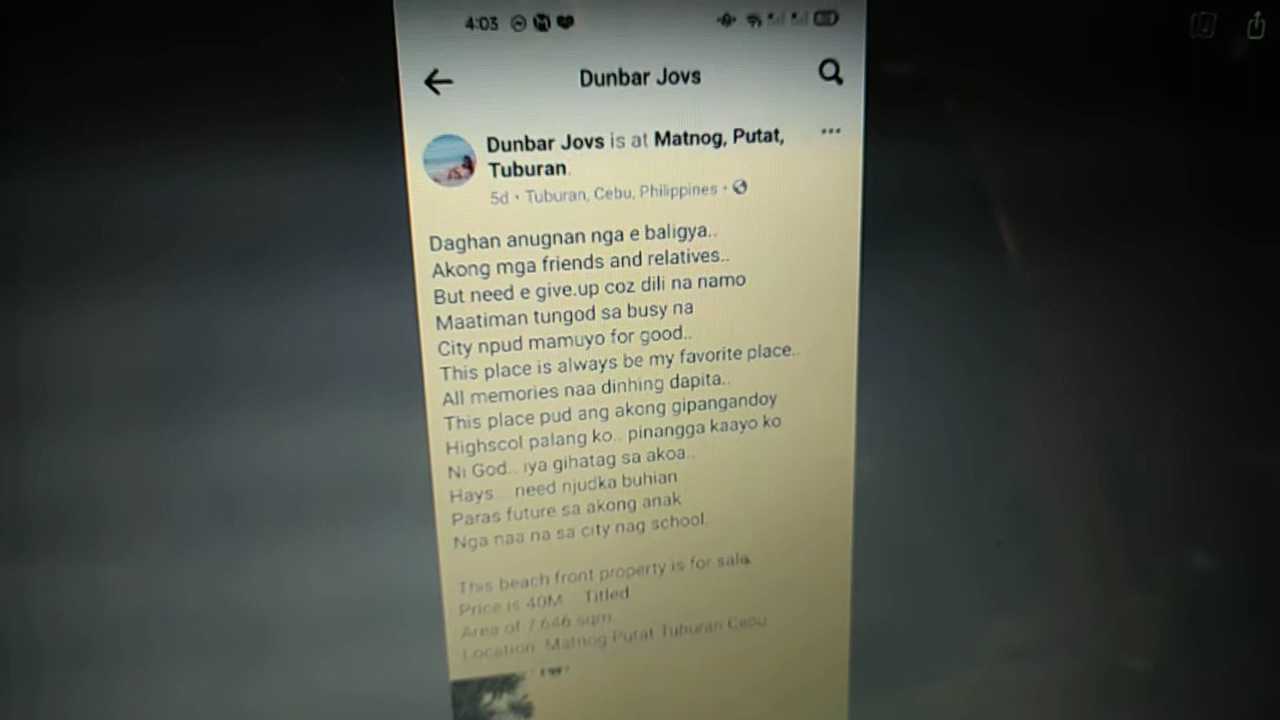 4:03
Dunbar Jovs
Dunbar Jovs is at Matnog, Putat,
Tuburan.
5d · Tuburan, Cebu, Philippines ·
Daghan anugnan nga e baligya..
Akong mga friends and relatives..
But need e give.up coz dili na namo
Maatiman tungod sa busy na
City npud mamuyo for good..
This place is always be my favorite place..
All memories naa dinhing dapita..
This place pud ang akong gipangandoy
Highscol palang ko.. pinangga kaayo ko
Ni God.. iya gihatag sa akoa..
Hays... need njudka buhian
Paras future sa akong anak
Nga naa na sa city nag school.
This beach front property is for sale
Price is 40M Titled
Area of 7,646 sqm
Location. Matnog Putat Tuburan Cebu